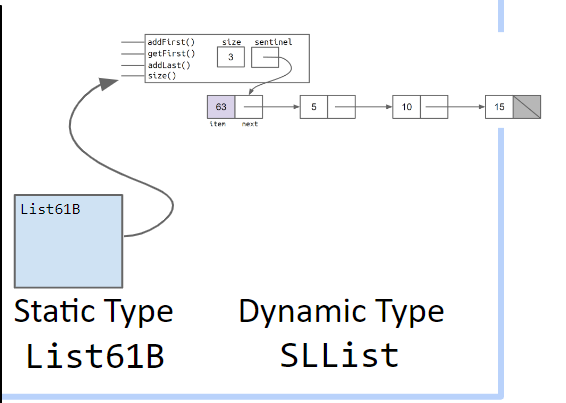 addFirst()
getFirst()
addLast()
size()
size
sentinel
3
63
5
10
15
item
next
List61B
Static Type
List61B
Dynamic Type
SLList